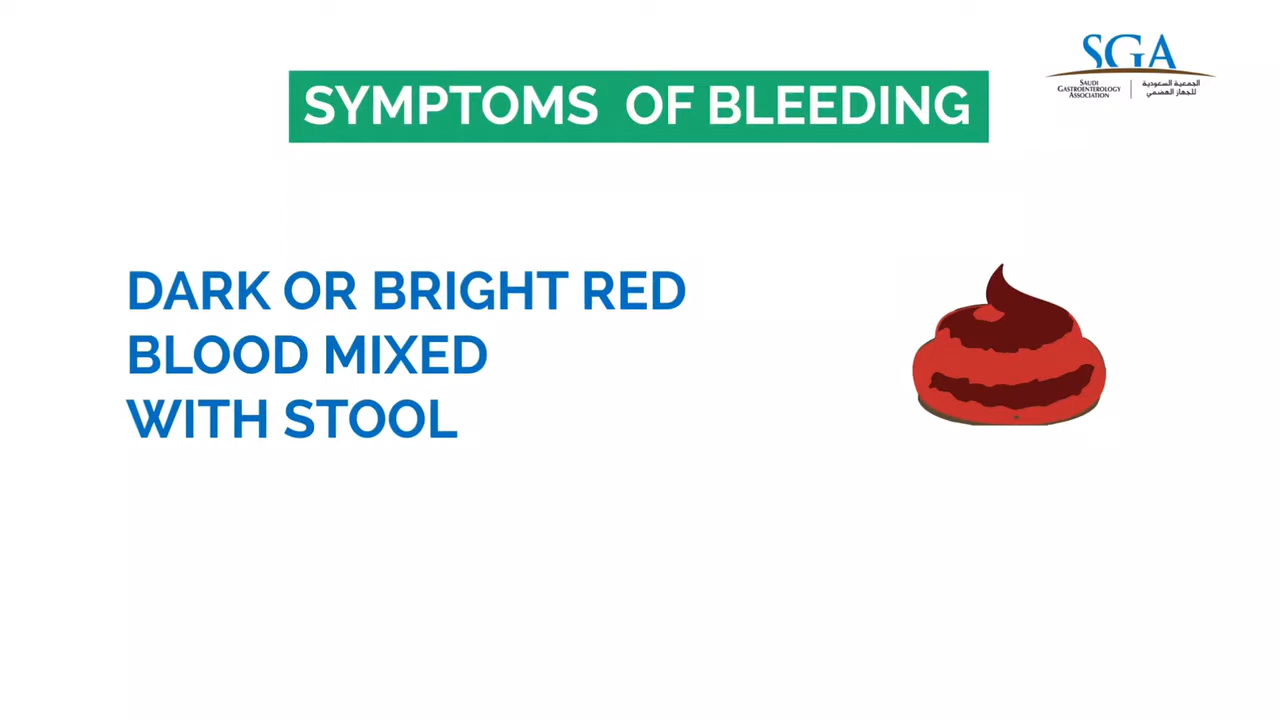 SGA
SAUDI
GASTROENTEROLOGY
ASSOCIATION
الجمعية السعودية
للجهاز الهضمي
SYMPTOMS OF BLEEDING
DARK OR BRIGHT RED
BLOOD MIXED
WITH STOOL